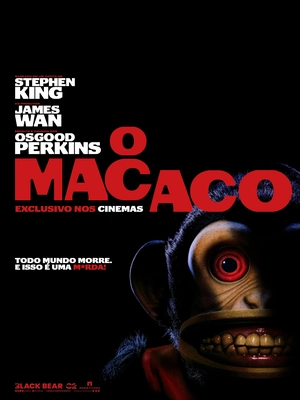 STEPHEN
KING
JAMES
WAN
OSGOOD
PERKINS
O
MACACO
EXCLUSIVO NOS CINEMAS
TODO MUNDO MORRE.
E ISSO É UMA M*RDA!
BLACK BEAR